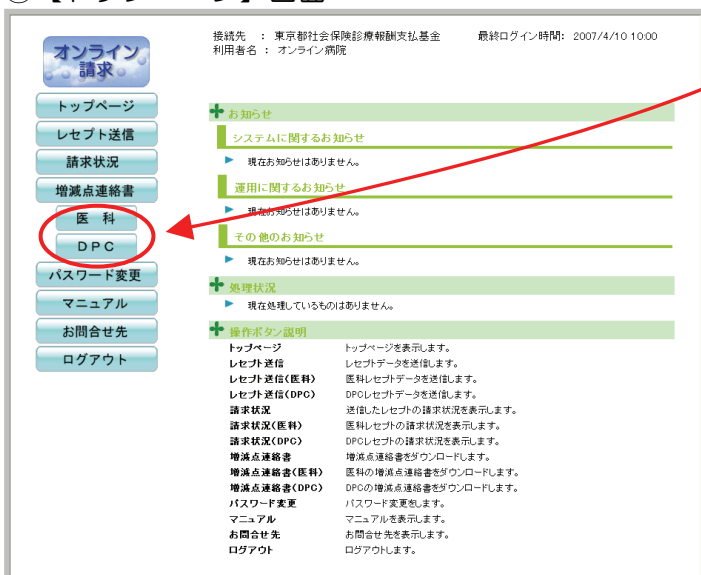 オンライン
請求
トップページ
レセプト送信
請求状況
増減点連絡書
医 科
DPC
パスワード変更
マニュアル
お問合せ先
ログアウト
接続先 : 東京都社会保険診療報酬支払基金 最終ログイン時間: 2007/4/10 10:00
利用者名 : オンライン病院
お知らせ
システムに関するお知らせ
現在お知らせはありません。
運用に関するお知らせ
現在お知らせはありません。
その他のお知らせ
現在お知らせはありません。
処理状況
現在処理しているものはありません。
操作ボタン説明
トップページ トップページを表示します。
レセプト送信 レセプトデータを送信します。
レセプト送信(医科) 医科レセプトデータを送信します。
レセプト送信(DPC) DPCレセプトデータを送信します。
請求状況 送信したレセプトの請求状況を表示します。
請求状況(医科) 医科レセプトの請求状況を表示します。
請求状況(DPC) DPCレセプトの請求状況を表示します。
増減点連絡書 増減点連絡書をダウンロードします。
増減点連絡書(医科) 医科の増減点連絡書をダウンロードします。
増減点連絡書(DPC) DPCの増減点連絡書をダウンロードします。
パスワード変更 パスワード変更をします。
マニュアル マニュアルを表示します。
お問合せ先 お問合せ先を表示します。
ログアウト ログアウトします。